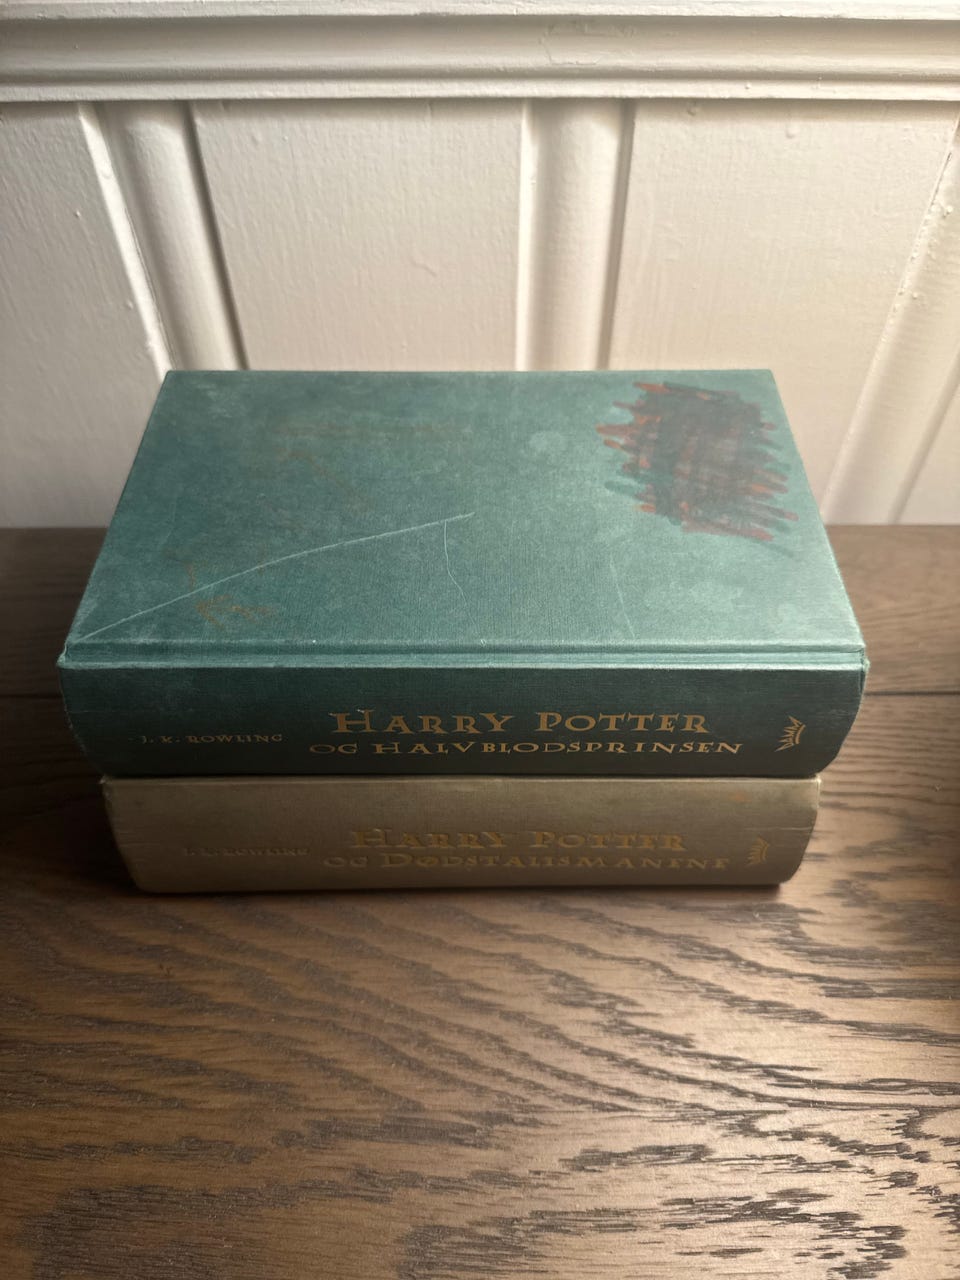 J. K. ROWLING
HARRY POTTER
OG HALVBLODSPRINSEN
J. K. ROWLING
HARRY POTTER
OG DØDSTALISMANENE